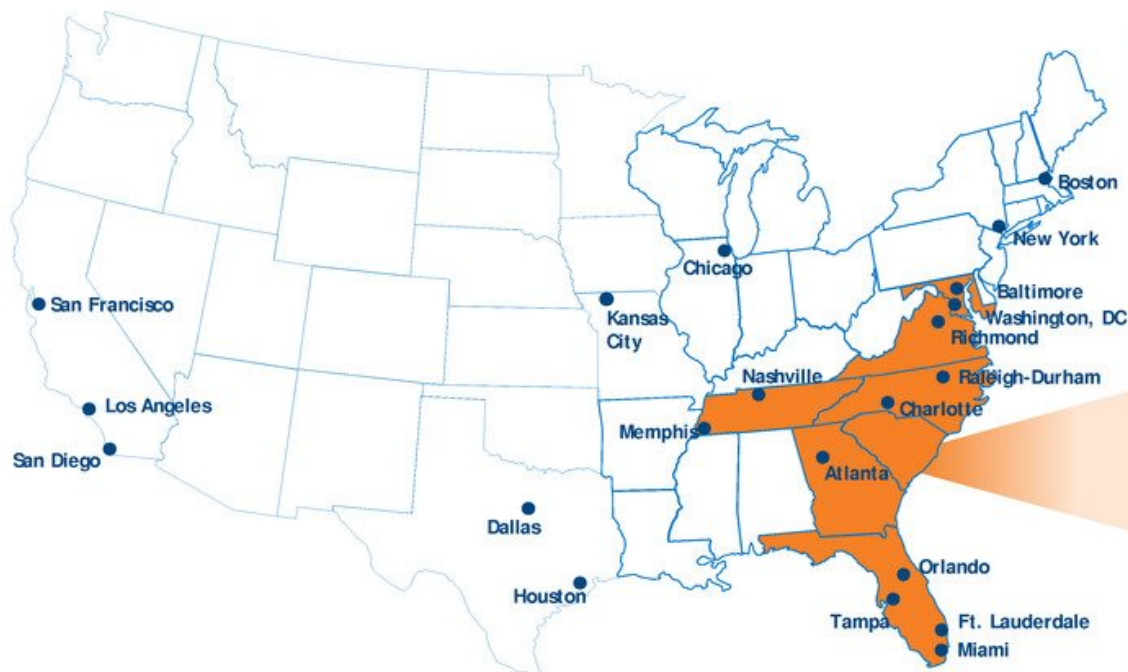 Boston
New York
Chicago
Baltimore
San Francisco
Kansas
City
Washington, DC
Richmond
Nashville
Raleigh-Durham
Los Angeles
Charlotte
Memphis
San Diego
Atlanta
Dallas
Orlando
Houston
Tampa
Ft. Lauderdale
Miami